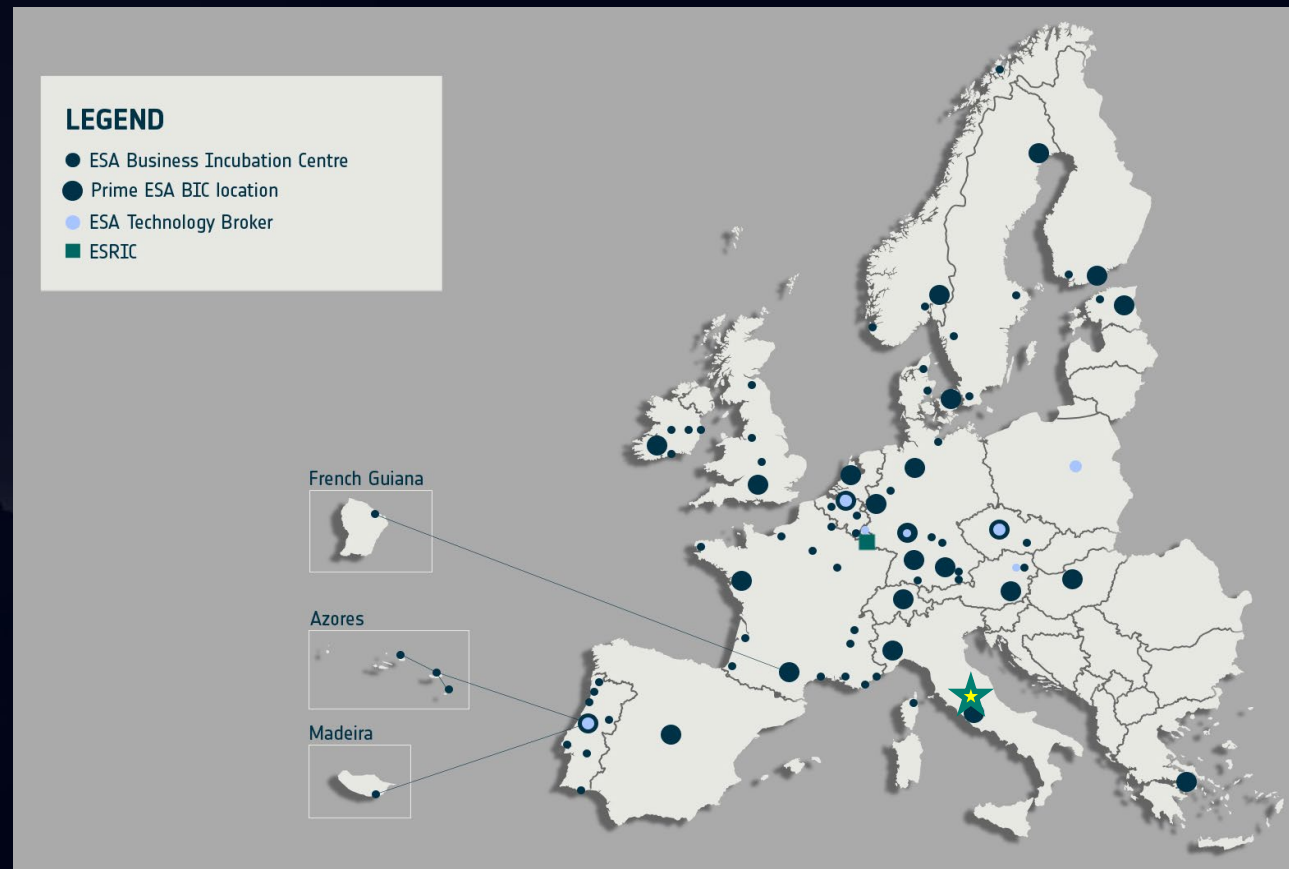 LEGEND
ESA Business Incubation Centre
Prime ESA BIC location
ESA Technology Broker
ESRIC
French Guiana
Azores
Madeira